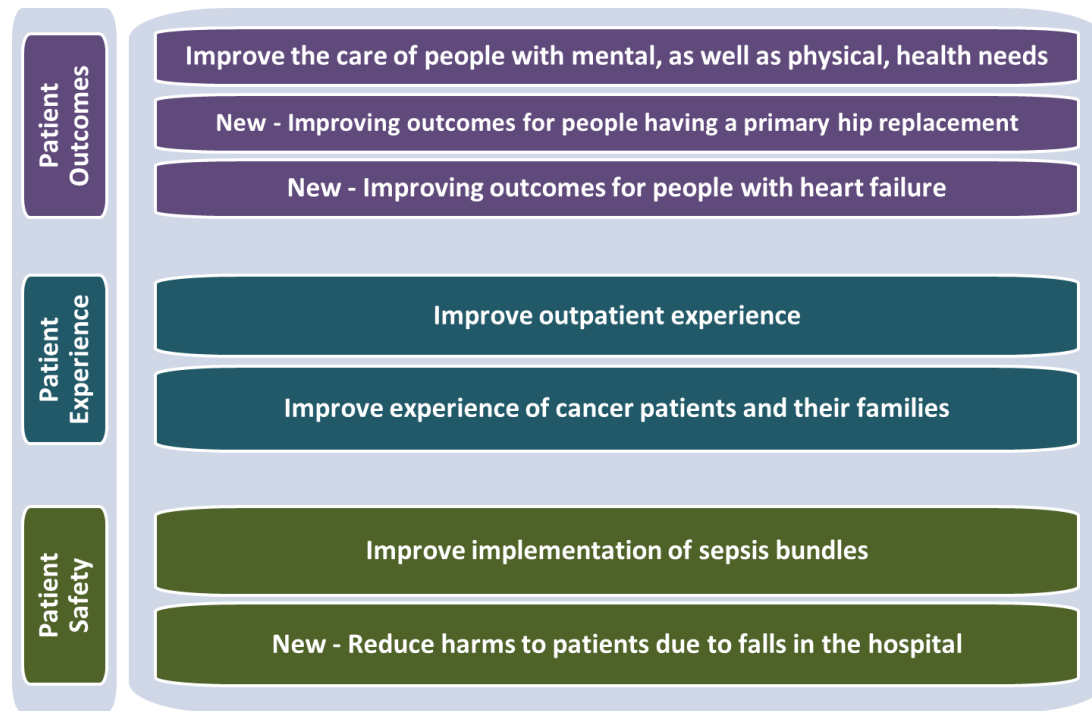 Patient
Outcomes
Improve the care of people with mental, as well as physical, health needs
New - Improving outcomes for people having a primary hip replacement
New - Improving outcomes for people with heart failure
Patient
Experience
Improve outpatient experience
Improve experience of cancer patients and their families
Patient
Safety
Improve implementation of sepsis bundles
New - Reduce harms to patients due to falls in the hospital